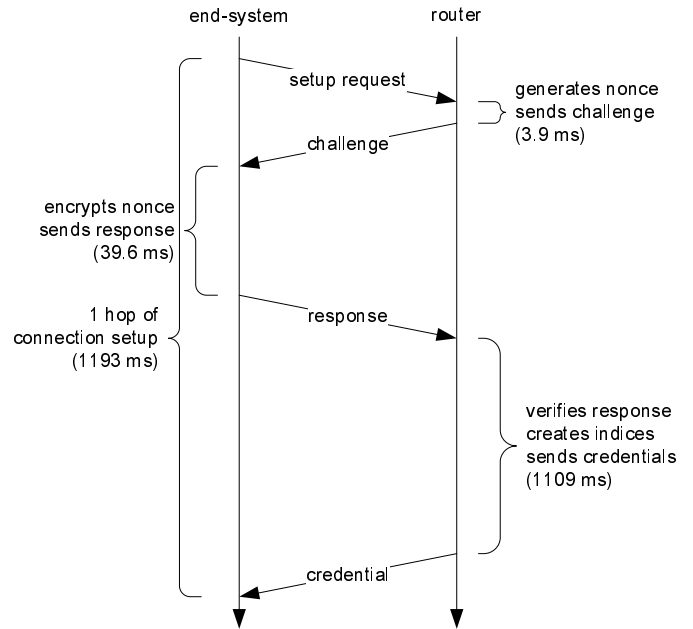 end-system
router
setup request
generates nonce
sends challenge
(3.9 ms)
challenge
encrypts nonce
sends response
(39.6 ms)
1 hop of
connection setup
(1193 ms)
response
verifies response
creates indices
sends credentials
(1109 ms)
credential